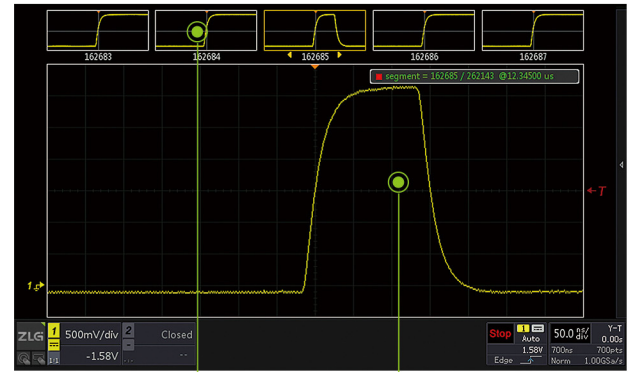 162683 162684 162685 162686 162687
segment = 162685 / 262143 @12.34500 us
T
1
ZLG 1 500mV/div 2 Closed Stop 1 Auto 50.0 ns/div Y-T 0.00s
1:1 -1.58V ... -- 1.58V 700ns 700pts
Edge Norm 1.00GSa/s